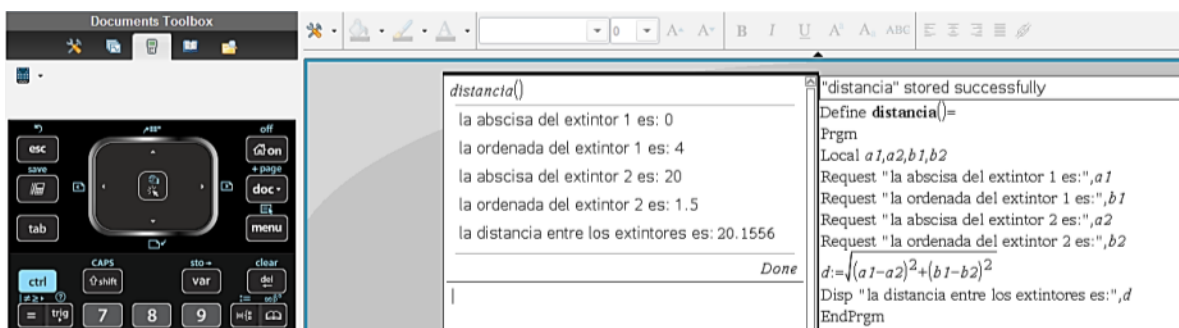 Documents Toolbox
0
A^ A˅
B I U A² A₂ ABC
esc
off
on
save
+ page
doc
tab
menu
CAPS
sto→
clear
ctrl
shift
var
del
=≠≥▸
trig
7
8
9
:=
distancia()
la abscisa del extintor 1 es: 0
la ordenada del extintor 1 es: 4
la abscisa del extintor 2 es: 20
la ordenada del extintor 2 es: 1.5
la distancia entre los extintores es: 20.1556
Done
"distancia" stored successfully
Define distancia()=
Prgm
Local a1,a2,b1,b2
Request "la abscisa del extintor 1 es:",a1
Request "la ordenada del extintor 1 es:",b1
Request "la abscisa del extintor 2 es:",a2
Request "la ordenada del extintor 2 es:",b2
d:=√((a1-a2)²+(b1-b2)²)
Disp "la distancia entre los extintores es:",d
EndPrgm